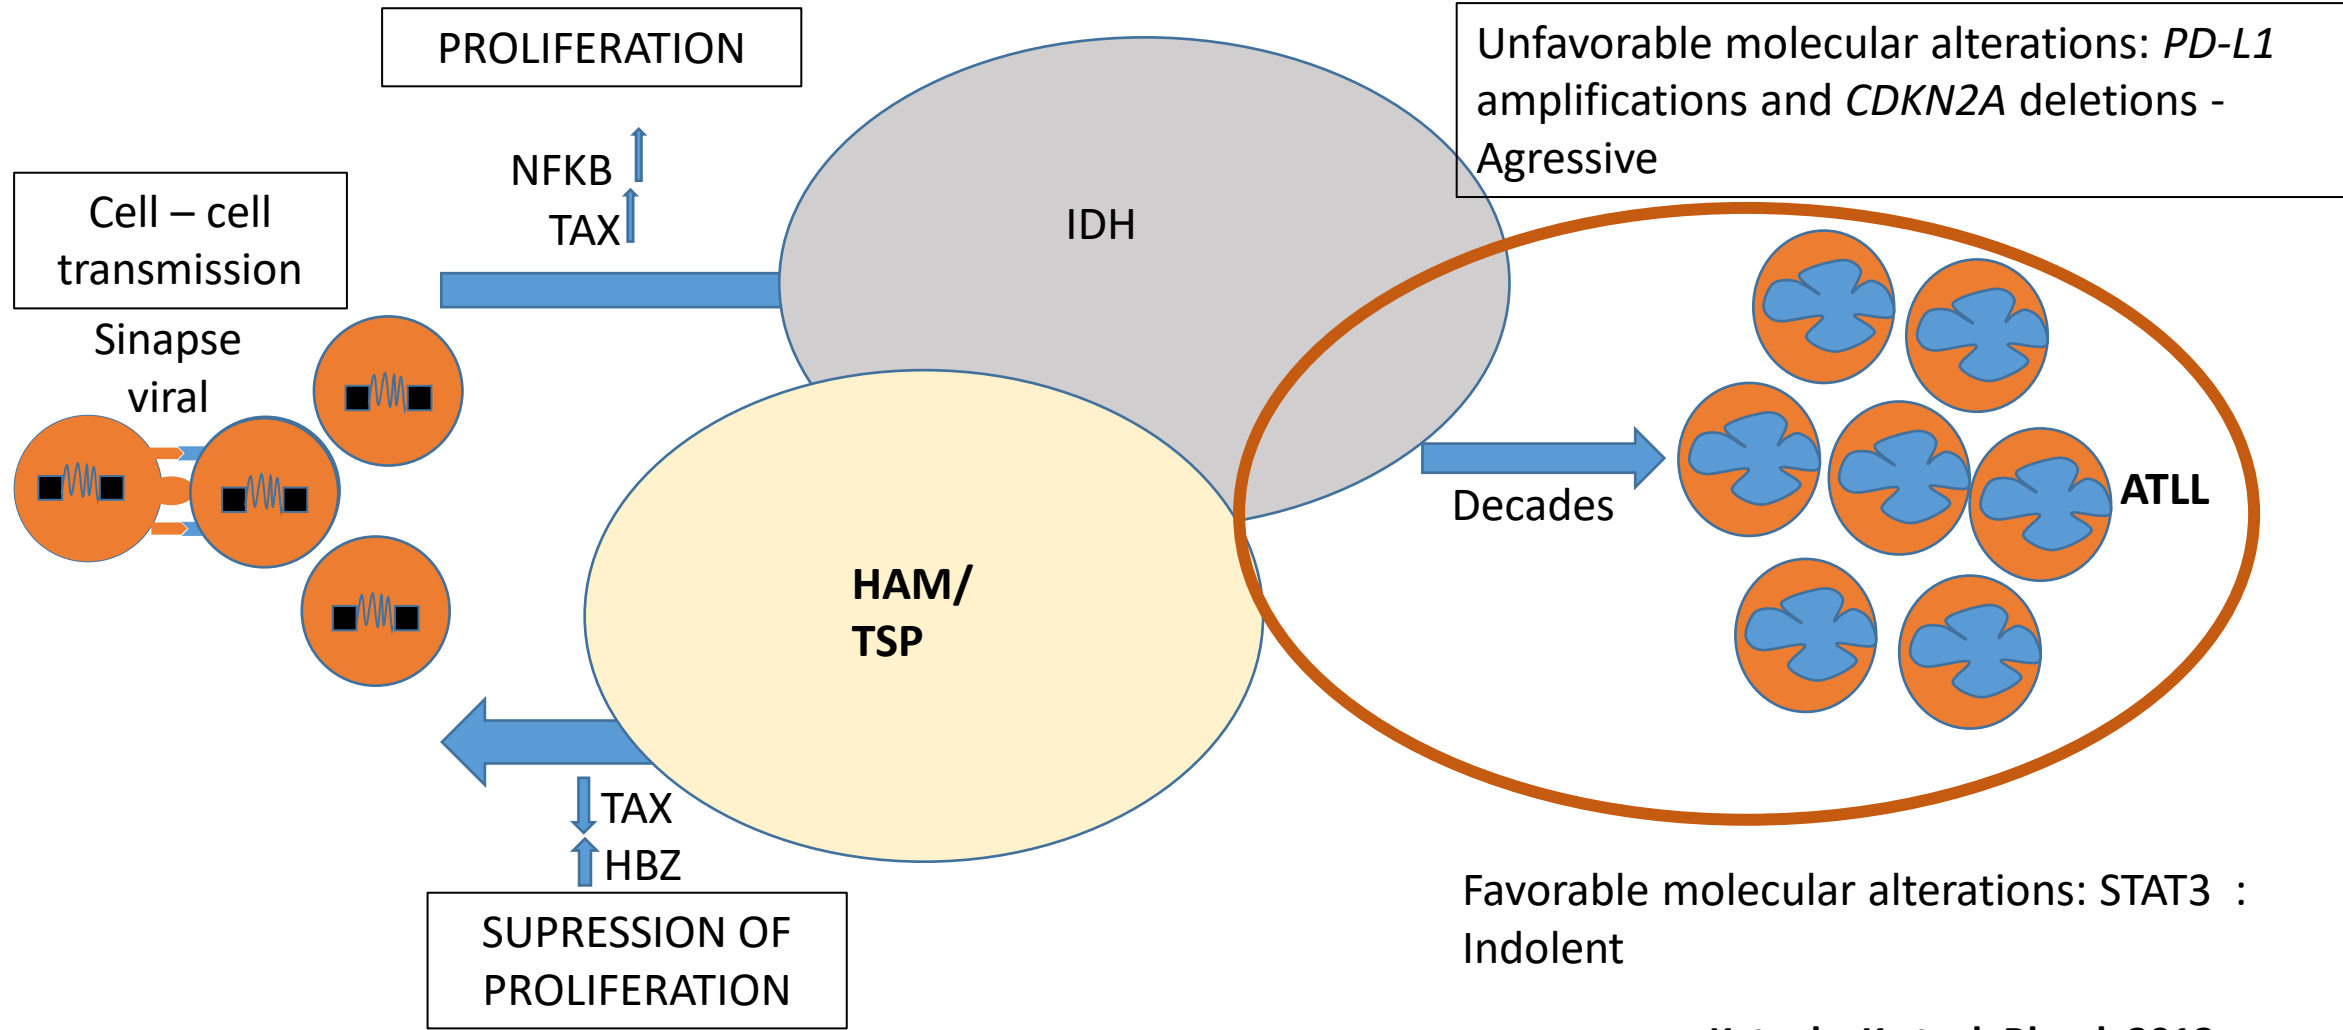 PROLIFERATION
NFKB
TAX
Cell – cell
transmission
Sinapse
viral
IDH
Unfavorable molecular alterations: PD-L1
amplifications and CDKN2A deletions -
Agressive
HAM/
TSP
Decades
ATLL
TAX
HBZ
SUPRESSION OF
PROLIFERATION
Favorable molecular alterations: STAT3 :
Indolent